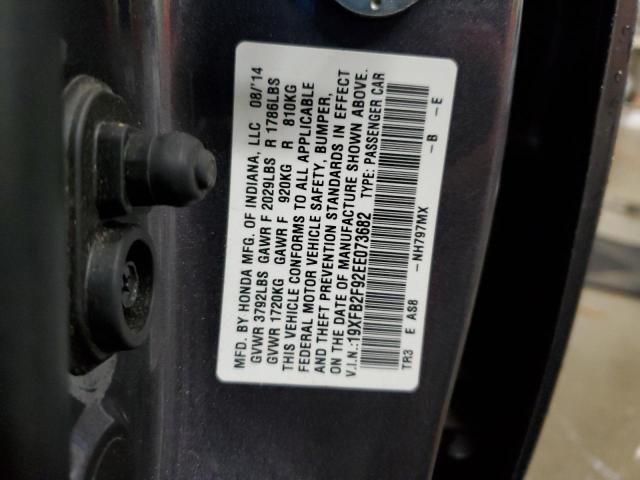 MFD. BY HONDA MFG. OF INDIANA, LLC 08/'14
GVWR 3792LBS GAWR F 2029LBS R 1786LBS
GVWR 1720KG GAWR F 920KG R 810KG
THIS VEHICLE CONFORMS TO ALL APPLICABLE
FEDERAL MOTOR VEHICLE SAFETY, BUMPER,
AND THEFT PREVENTION STANDARDS IN EFFECT
ON THE DATE OF MANUFACTURE SHOWN ABOVE.
V.I.N.:19XFB2F92EE073682 TYPE: PASSENGER CAR
TR3 E AS8 -NH797MX -B -E